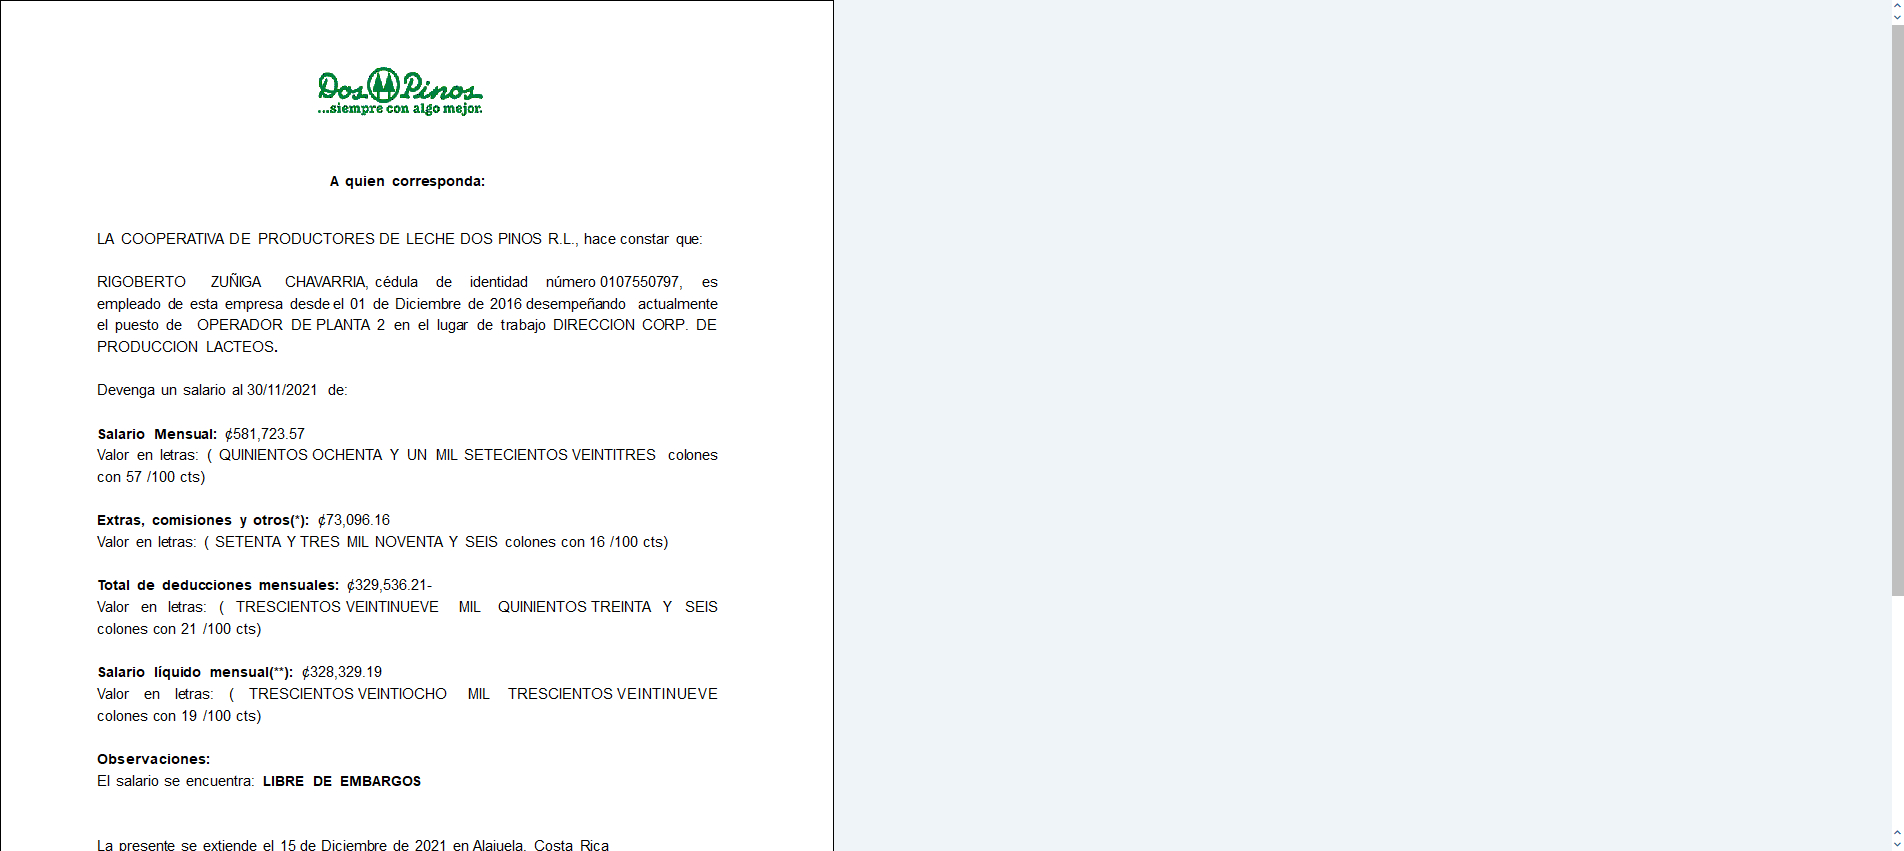 Dos Pinos
...siempre con algo mejor.
A quien corresponda:
LA COOPERATIVA DE PRODUCTORES DE LECHE DOS PINOS R.L., hace constar que:
RIGOBERTO ZUÑIGA CHAVARRIA, cédula de identidad número 0107550797, es
empleado de esta empresa desde el 01 de Diciembre de 2016 desempeñando actualmente
el puesto de OPERADOR DE PLANTA 2 en el lugar de trabajo DIRECCION CORP. DE
PRODUCCION LACTEOS.
Devenga un salario al 30/11/2021 de:
Salario Mensual: ¢581,723.57
Valor en letras: ( QUINIENTOS OCHENTA Y UN MIL SETECIENTOS VEINTITRES colones
con 57 /100 cts)
Extras, comisiones y otros(*): ¢73,096.16
Valor en letras: ( SETENTA Y TRES MIL NOVENTA Y SEIS colones con 16 /100 cts)
Total de deducciones mensuales: ¢329,536.21-
Valor en letras: ( TRESCIENTOS VEINTINUEVE MIL QUINIENTOS TREINTA Y SEIS
colones con 21 /100 cts)
Salario líquido mensual(**): ¢328,329.19
Valor en letras: ( TRESCIENTOS VEINTIOCHO MIL TRESCIENTOS VEINTINUEVE
colones con 19 /100 cts)
Observaciones:
El salario se encuentra: LIBRE DE EMBARGOS
La presente se extiende el 15 de Diciembre de 2021 en Alajuela, Costa Rica